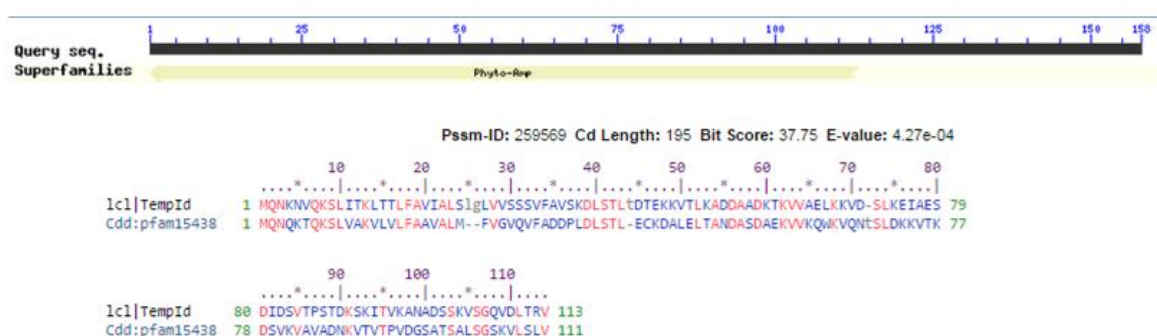 1 25 50 75 100 125 150 158
Query seq.
Superfamilies Phyto-Amp
Pssm-ID: 259569 Cd Length: 195 Bit Score: 37.75 E-value: 4.27e-04
10 20 30 40 50 60 70 80
....*....|....*....|....*....|....*....|....*....|....*....|....*....|....*....|
lcl|TempId 1 MQNKNVQKSLITKLTTLFAVIALSlgLVVSSSVFAVSKDLSTLtDTEKKVTLKADDAADKTKVVAELKKVD-SLKEIAES 79
Cdd:pfam15438 1 MQNQKTQKSLVAKVLVLFAAVALM--FVGVQVFADDPLDLSTL-ECKDALELTANDASDAEKVVKQWKVQNtSLDKKVTK 77
90 100 110
....*....|....*....|....*....|....
lcl|TempId 80 DIDSVTPSTDKSKITVKANADSSKVSGQVDLTRV 113
Cdd:pfam15438 78 DSVKVAVADNKVTVTPVDGSATSALSGSKVLSLV 111